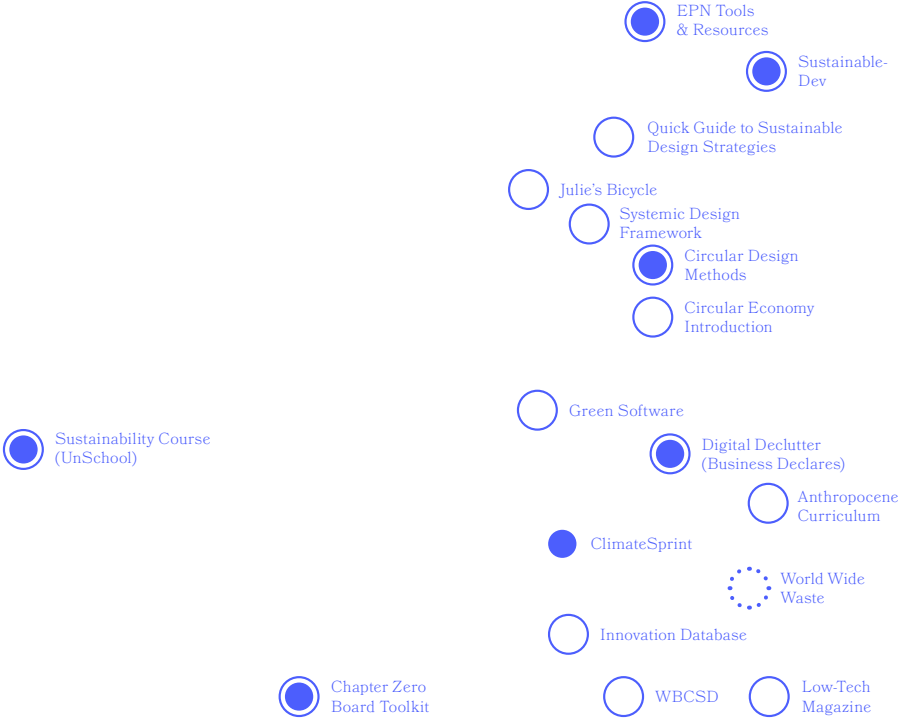 EPN Tools
& Resources
Sustainable-
Dev
Quick Guide to Sustainable
Design Strategies
Julie's Bicycle
Systemic Design
Framework
Circular Design
Methods
Circular Economy
Introduction
Green Software
Sustainability Course
(UnSchool)
Digital Declutter
(Business Declares)
Anthropocene
Curriculum
ClimateSprint
World Wide
Waste
Innovation Database
Chapter Zero
Board Toolkit
WBCSD
Low-Tech
Magazine